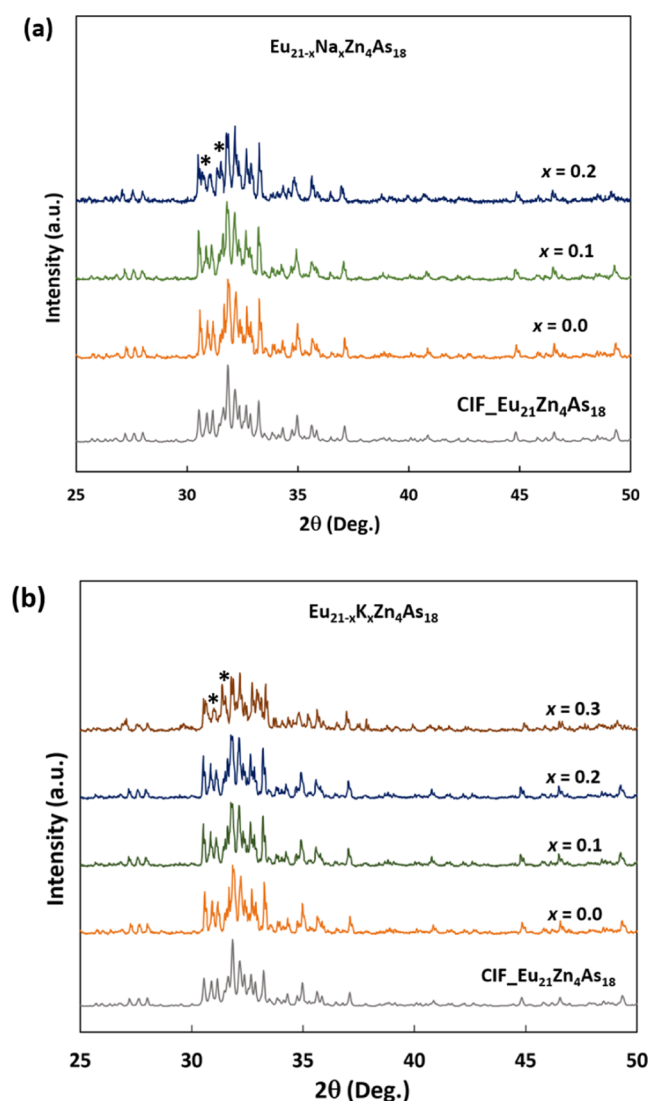 (a)
Eu₂₁₋ₓNaₓZn₄As₁₈
* *
x = 0.2
x = 0.1
x = 0.0
CIF_Eu₂₁Zn₄As₁₈
Intensity (a.u.)
25 30 35 40 45 50
2θ (Deg.)
(b)
Eu₂₁₋ₓKₓZn₄As₁₈
* *
x = 0.3
x = 0.2
x = 0.1
x = 0.0
CIF_Eu₂₁Zn₄As₁₈
Intensity (a.u.)
25 30 35 40 45 50
2θ (Deg.)